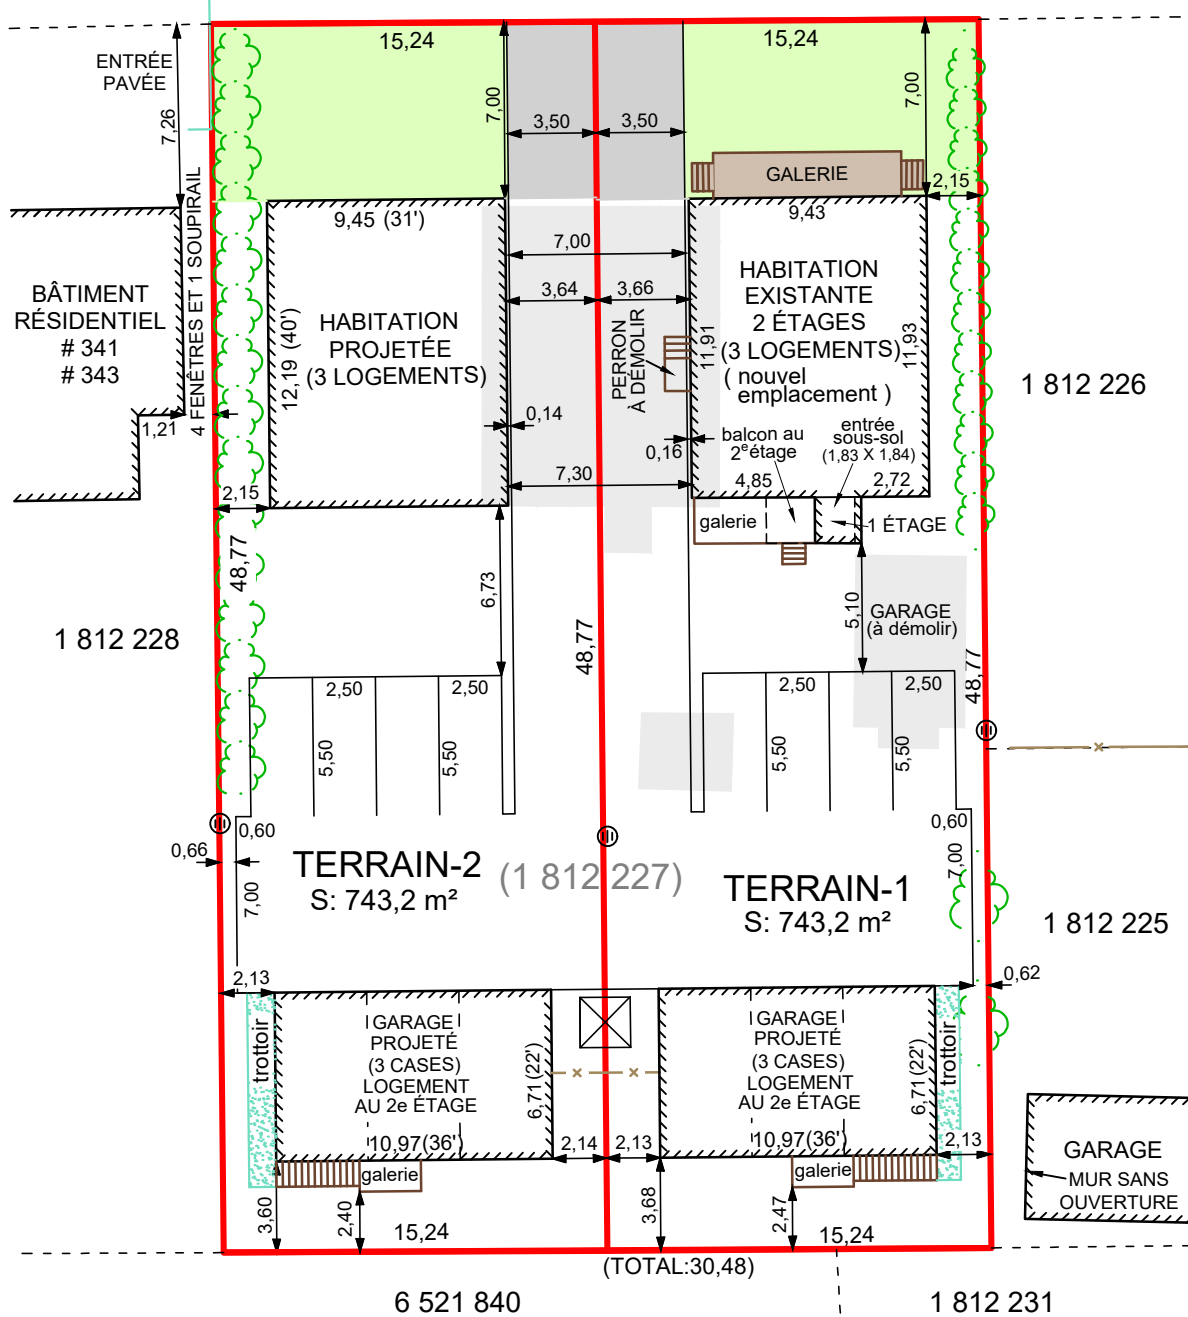 15,24
15,24
ENTRÉE
PAVÉE
7,26
7,00
3,50
3,50
7,00
GALERIE
2,15
9,45 (31')
9,43
7,00
3,64
3,66
4 FENÊTRES ET 1 SOUPIRAIL
BÂTIMENT
RÉSIDENTIEL
# 341
# 343
1,21
HABITATION
PROJETÉE
(3 LOGEMENTS)
12,19 (40')
0,14
PERRON
À DÉMOLIR
11,91
HABITATION
EXISTANTE
2 ÉTAGES
(3 LOGEMENTS)
( nouvel
emplacement )
11,93
1 812 226
0,16
balcon au
2e étage
entrée
sous-sol
(1,83 X 1,84)
2,15
7,30
4,85
2,72
galerie
1 ÉTAGE
48,77
6,73
5,10
GARAGE
(à démolir)
1 812 228
48,77
48,77
2,50
2,50
2,50
2,50
5,50
5,50
5,50
5,50
0,60
0,60
0,66
7,00
7,00
TERRAIN-2
S: 743,2 m²
(1 812 227)
TERRAIN-1
S: 743,2 m²
1 812 225
2,13
0,62
trottoir
GARAGE
PROJETÉ
(3 CASES)
LOGEMENT
AU 2e ÉTAGE
6,71(22')
10,97(36')
GARAGE
PROJETÉ
(3 CASES)
LOGEMENT
AU 2e ÉTAGE
6,71(22')
10,97(36')
trottoir
2,14
2,13
2,13
GARAGE
MUR SANS
OUVERTURE
galerie
galerie
3,60
2,40
3,68
2,47
15,24
15,24
(TOTAL:30,48)
6 521 840
1 812 231